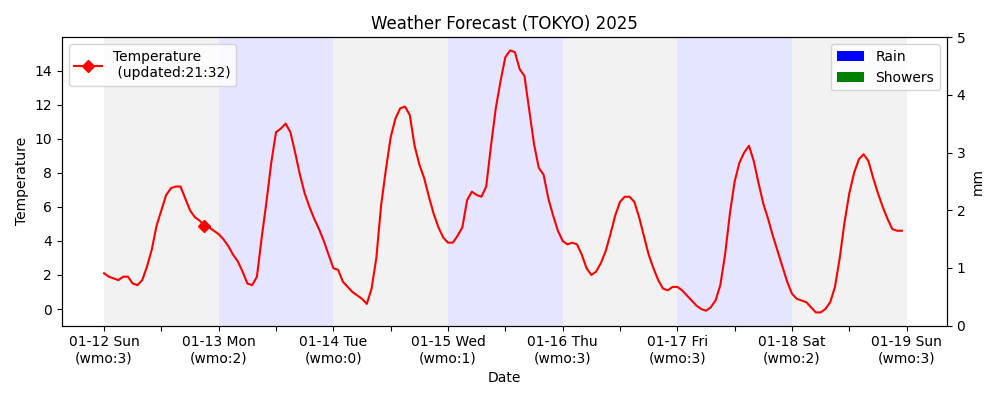 Weather Forecast (TOKYO) 2025
Temperature
(updated:21:32)
Rain
Showers
Temperature
14
12
10
8
6
4
2
0
5
4
3
2
1
0
mm
01-12 Sun
(wmo:3)
01-13 Mon
(wmo:2)
01-14 Tue
(wmo:0)
01-15 Wed
(wmo:1)
01-16 Thu
(wmo:3)
01-17 Fri
(wmo:3)
01-18 Sat
(wmo:2)
01-19 Sun
(wmo:3)
Date